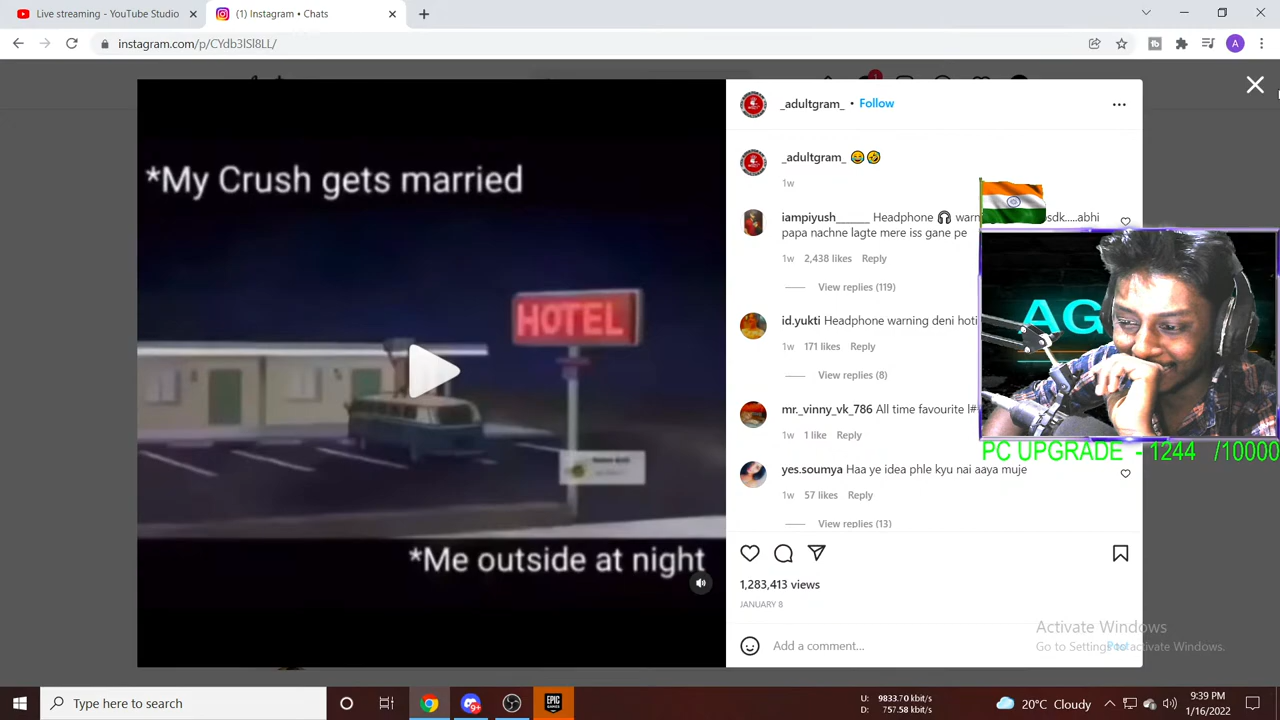 Live streaming - YouTube Studio
(1) Instagram • Chats
instagram.com/p/CYdb3ISl8LL/
A
1
*My Crush gets married
HOTEL
*Me outside at night
_adultgram_ • Follow
_adultgram_ 😂🤣
1w
iampiyush______ Headphone 🎧
papa nachne lagte mere iss gane pe
1w 2,438 likes Reply
View replies (119)
id.yukti Headphone warning deni hoti
1w 171 likes Reply
View replies (8)
mr._vinny_vk_786 All time favourite
1w 1 like Reply
yes.soumya Haa ye idea phle kyu nai aaya muje
1w 57 likes Reply
View replies (13)
1,283,413 views
JANUARY 8
Add a comment...
Post
AG
PC UPGRADE - 1244 /10000
Activate Windows
Go to Settings to activate Windows.
Type here to search
EPIC
GAMES
U: 9833.70 kbit/s
D: 757.58 kbit/s
20°C Cloudy
9:39 PM
1/16/2022